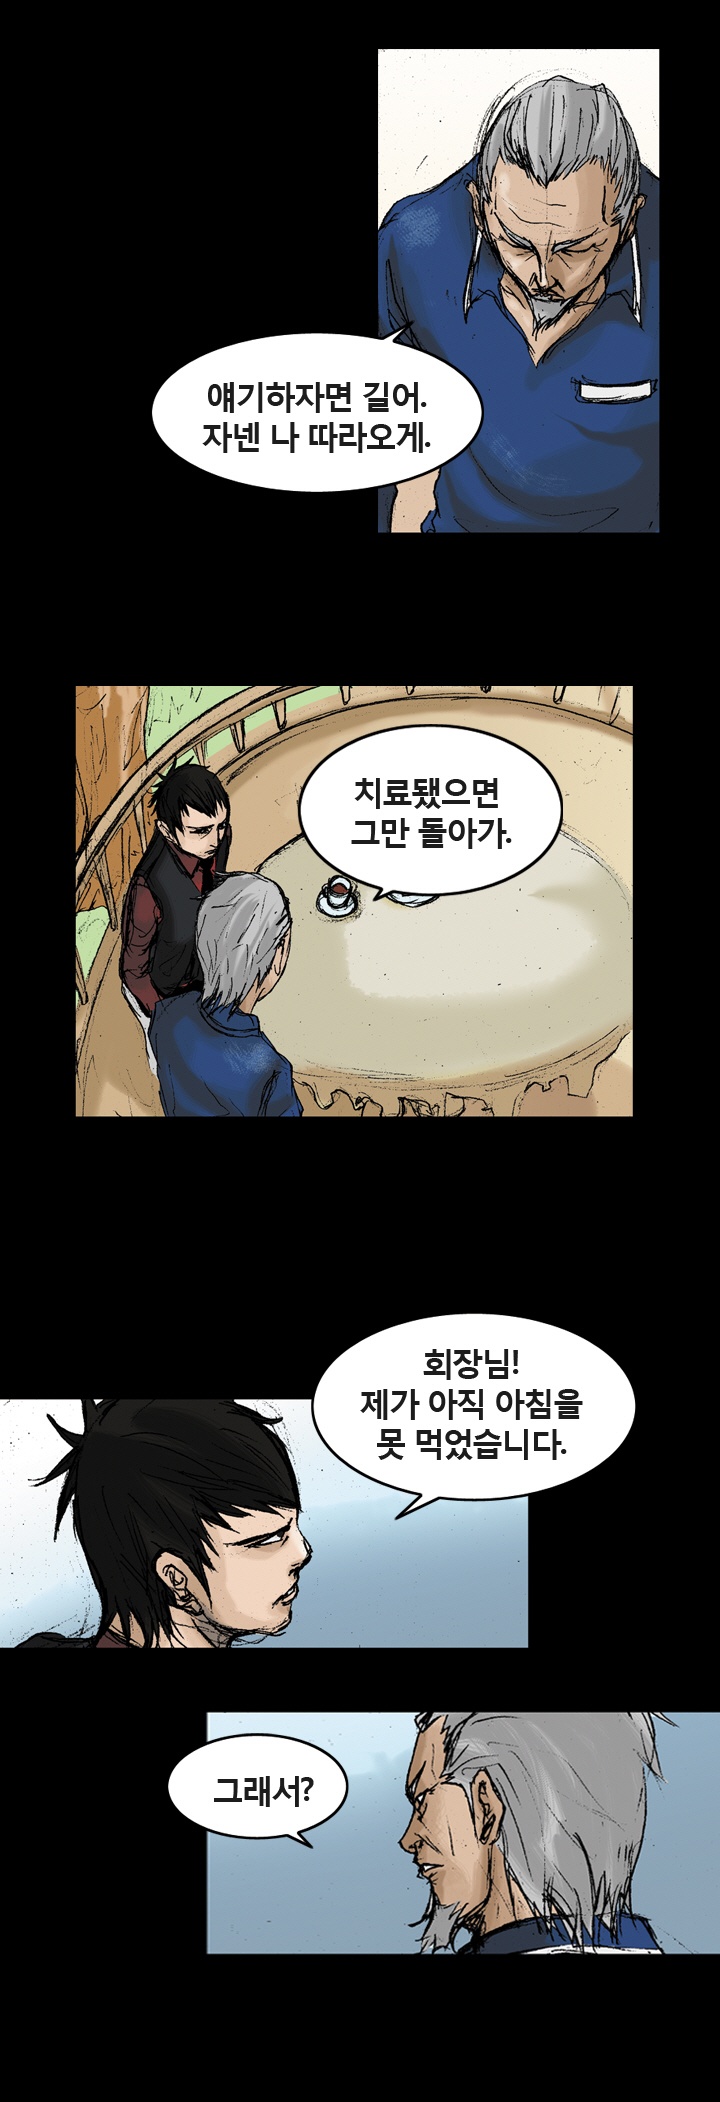 얘기하자면 길어.
자넨 나 따라오게.
치료됐으면
그만 돌아가.
회장님!
제가 아직 아침을
못 먹었습니다.
그래서?